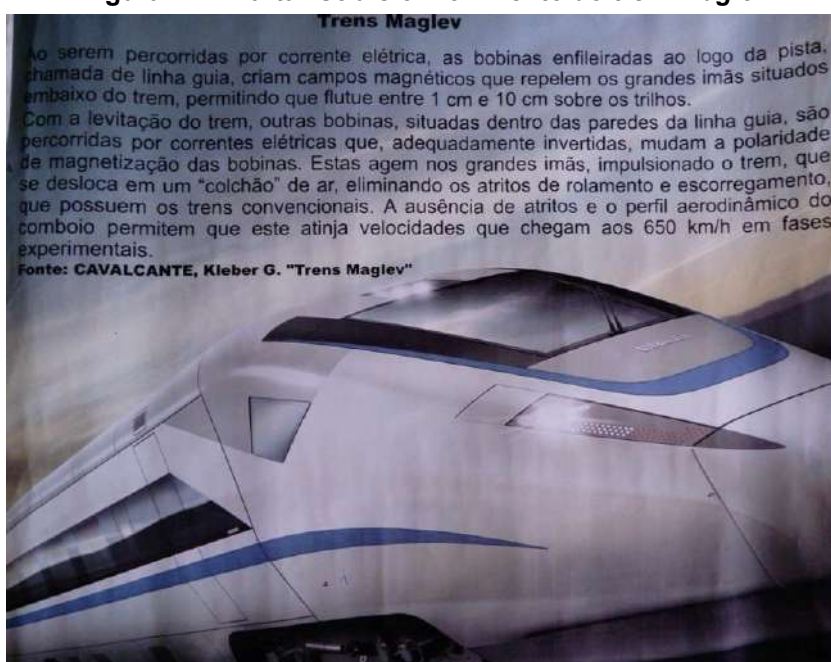 Trens Maglev
Ao serem percorridas por corrente elétrica, as bobinas enfileiradas ao logo da pista,
chamada de linha guia, criam campos magnéticos que repelem os grandes imãs situados
embaixo do trem, permitindo que flutue entre 1 cm e 10 cm sobre os trilhos.
Com a levitação do trem, outras bobinas, situadas dentro das paredes da linha guia, são
percorridas por correntes elétricas que, adequadamente invertidas, mudam a polaridade
de magnetização das bobinas. Estas agem nos grandes imãs, impulsionado o trem, que
se desloca em um “colchão” de ar, eliminando os atritos de rolamento e escorregamento,
que possuem os trens convencionais. A ausência de atritos e o perfil aerodinâmico do
comboio permitem que este atinja velocidades que chegam aos 650 km/h em fases
experimentais.
Fonte: CAVALCANTE, Kleber G. "Trens Maglev"